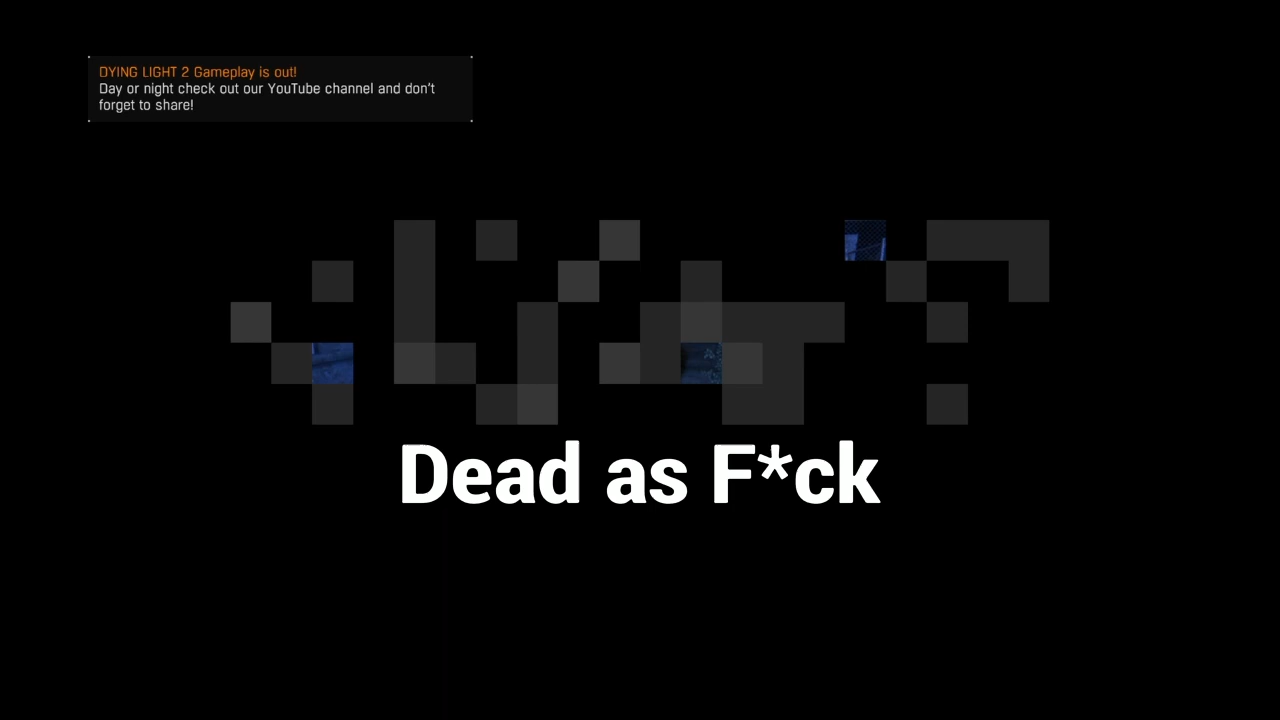 DYING LIGHT 2 Gameplay is out!
Day or night check out our YouTube channel and don't
forget to share!
Dead as F*ck